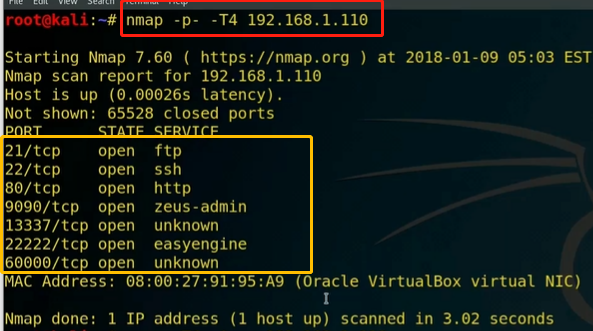 File Edit View Search Terminal Help
root@kali:~# nmap -p- -T4 192.168.1.110
Starting Nmap 7.60 ( https://nmap.org ) at 2018-01-09 05:03 EST
Nmap scan report for 192.168.1.110
Host is up (0.00026s latency).
Not shown: 65528 closed ports
PORT      STATE SERVICE
21/tcp    open  ftp
22/tcp    open  ssh
80/tcp    open  http
9090/tcp  open  zeus-admin
13337/tcp open  unknown
22222/tcp open  easyengine
60000/tcp open  unknown
MAC Address: 08:00:27:91:95:A9 (Oracle VirtualBox virtual NIC)
Nmap done: 1 IP address (1 host up) scanned in 3.02 seconds